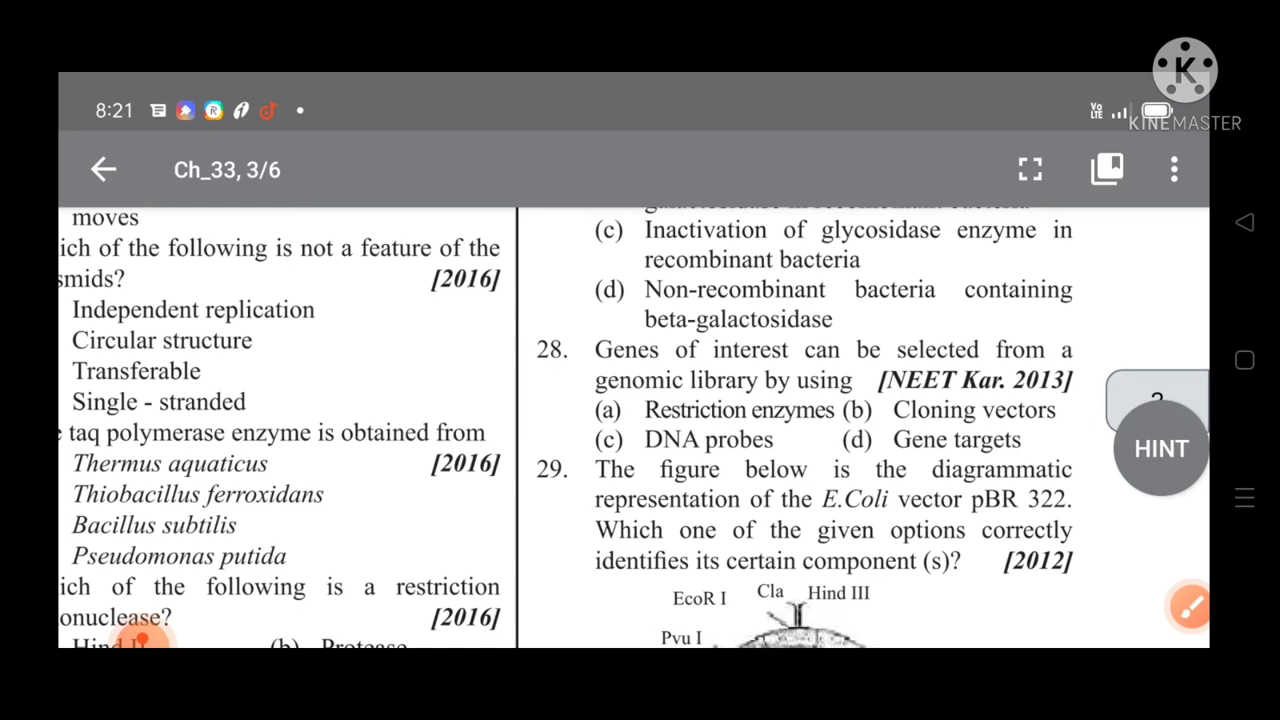 KINEMASTER
8:21
Vo
LTE
Ch_33, 3/6
moves
ich of the following is not a feature of the
smids? [2016]
Independent replication
Circular structure
Transferable
Single - stranded
e taq polymerase enzyme is obtained from
Thermus aquaticus [2016]
Thiobacillus ferroxidans
Bacillus subtilis
Pseudomonas putida
ich of the following is a restriction
onuclease? [2016]
Hind II (b) Protease
(c) Inactivation of glycosidase enzyme in
recombinant bacteria
(d) Non-recombinant bacteria containing
beta-galactosidase
28. Genes of interest can be selected from a
genomic library by using [NEET Kar. 2013]
(a) Restriction enzymes (b) Cloning vectors
(c) DNA probes (d) Gene targets
29. The figure below is the diagrammatic
representation of the E.Coli vector pBR 322.
Which one of the given options correctly
identifies its certain component (s)? [2012]
EcoR I Cla Hind III
Pvu I
HINT